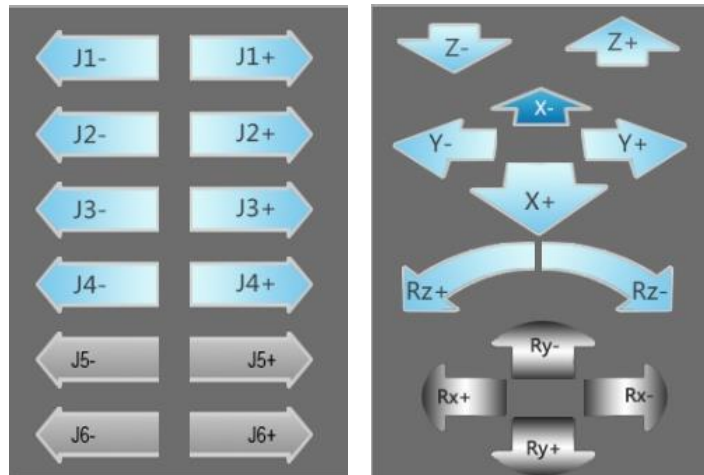 J1- J1+
J2- J2+
J3- J3+
J4- J4+
J5- J5+
J6- J6+
Z- Z+
X-
Y- Y+
X+
Rz+ Rz-
Ry-
Rx+ Rx-
Ry+